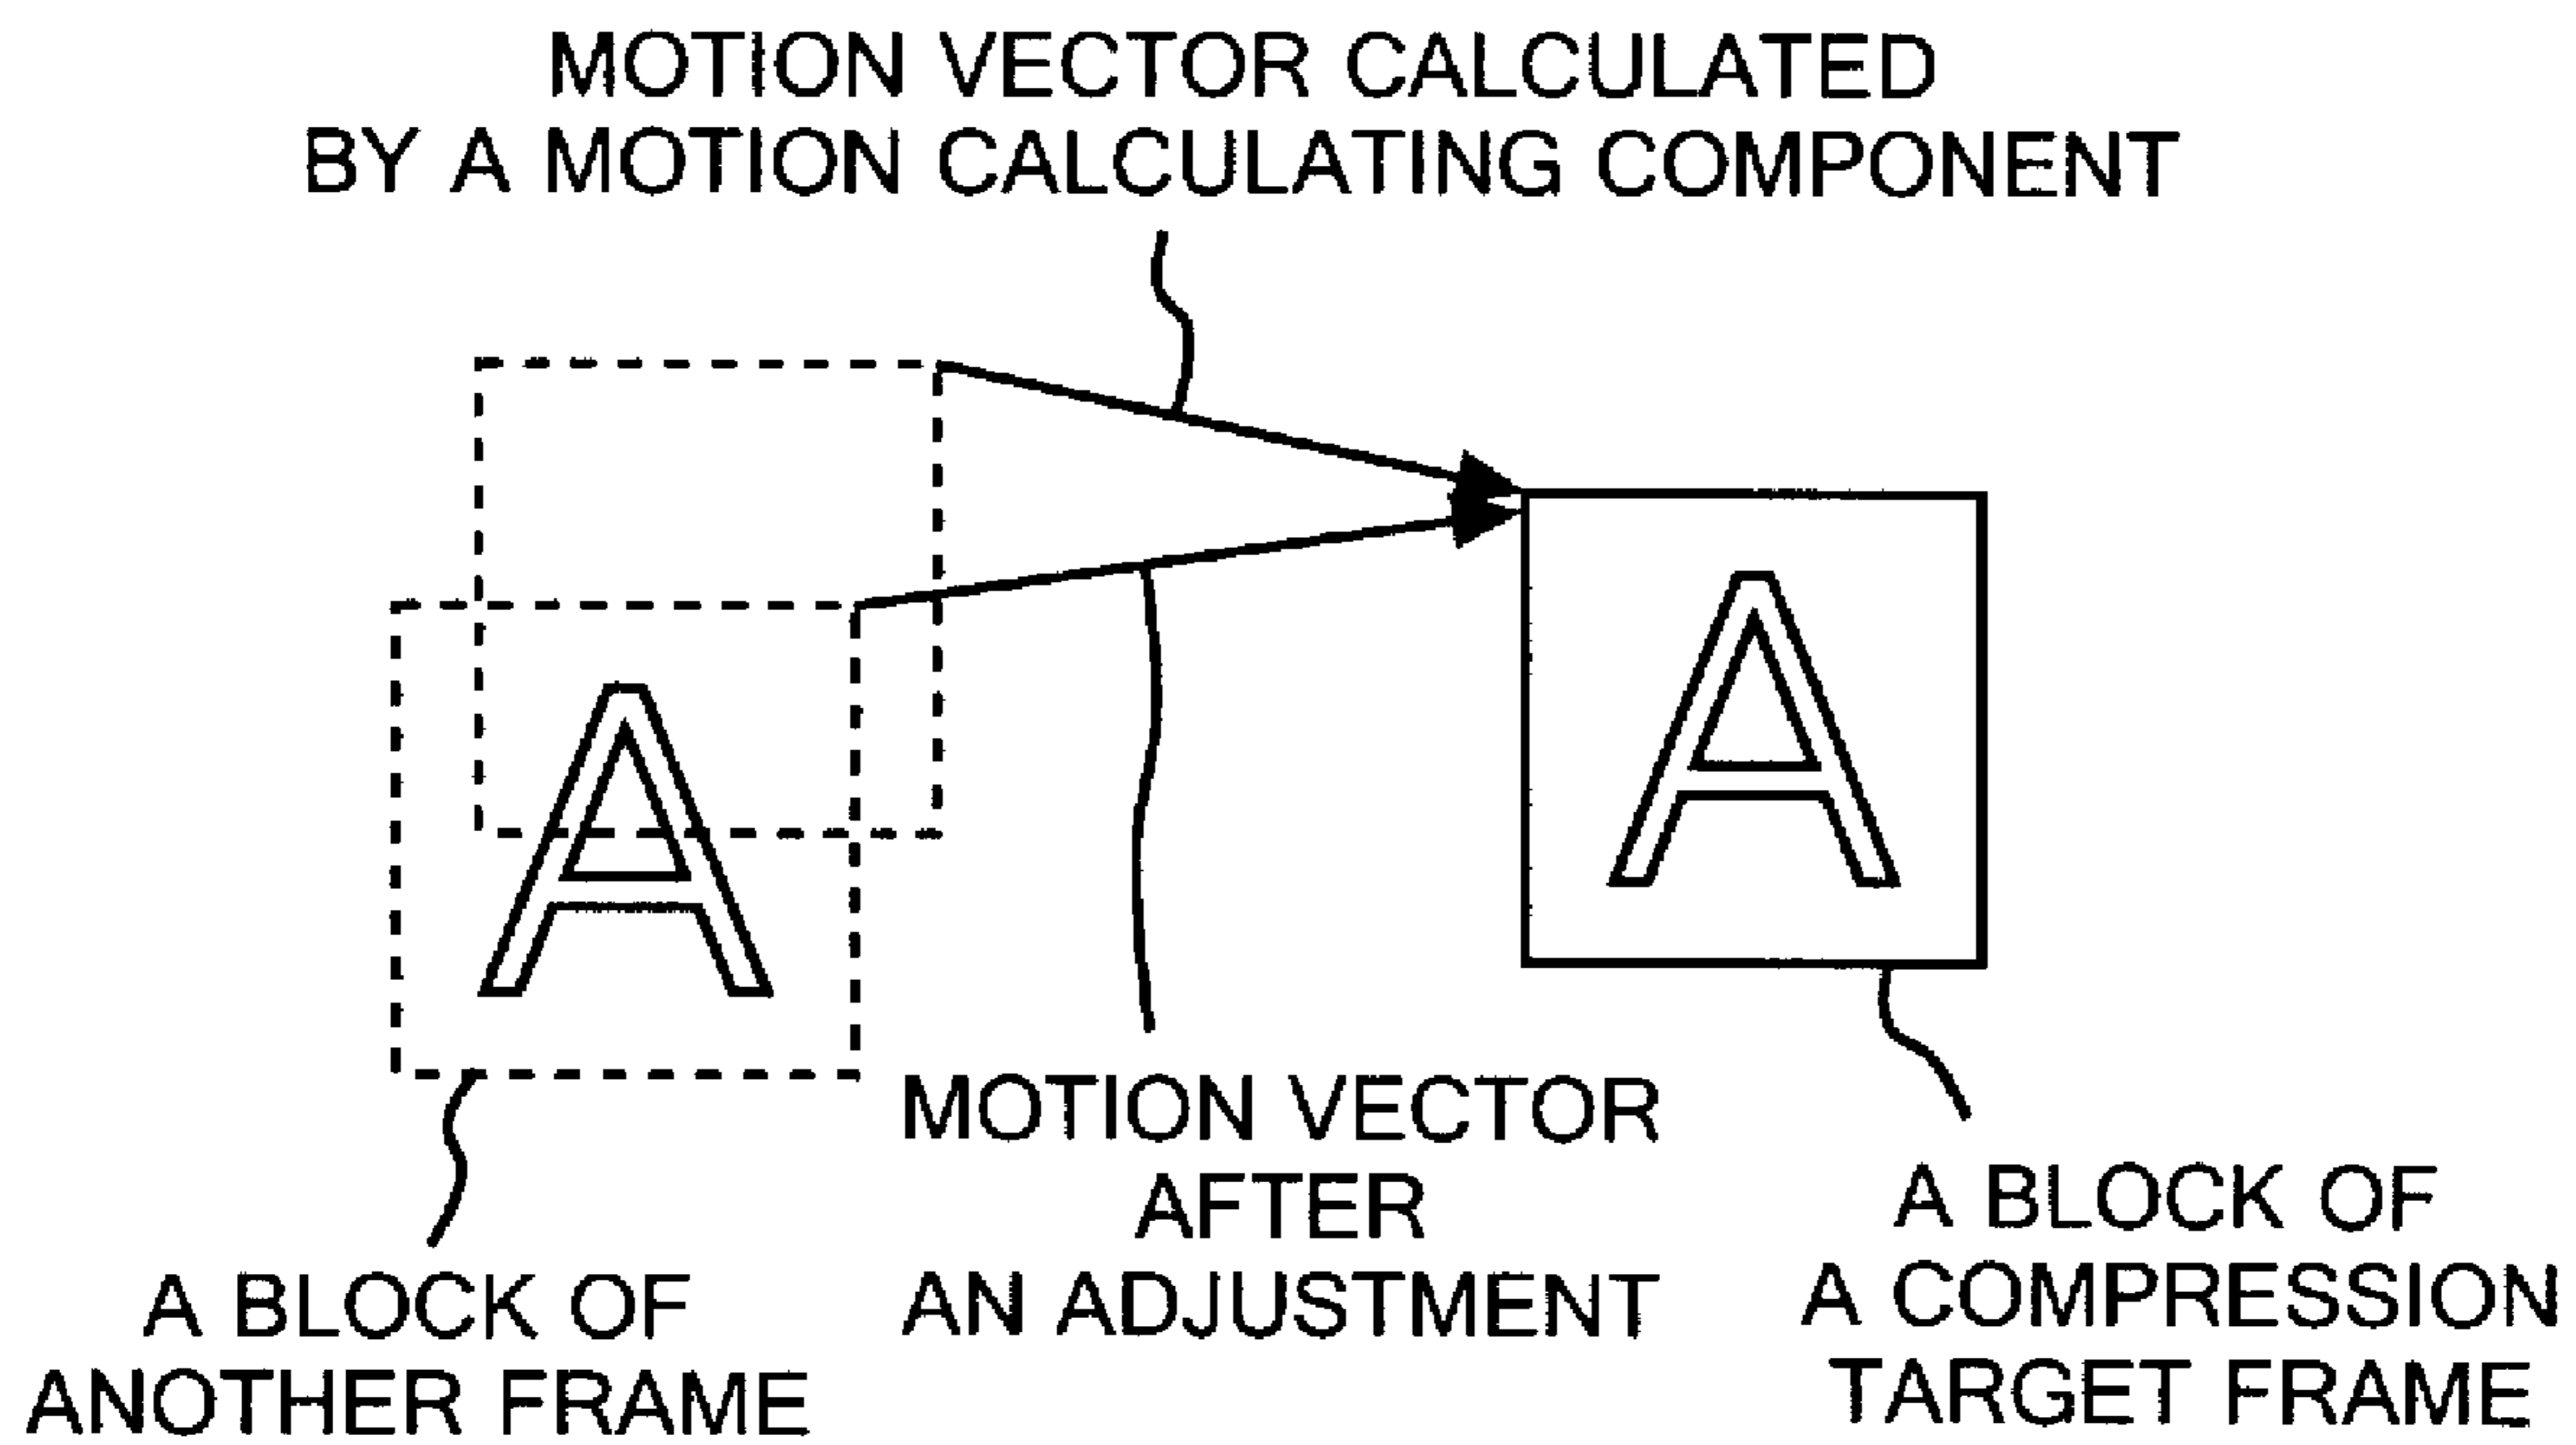 MOTION VECTOR CALCULATED
BY A MOTION CALCULATING COMPONENT
A
A
MOTION VECTOR
AFTER
AN ADJUSTMENT
A BLOCK OF
A COMPRESSION
TARGET FRAME
A BLOCK OF
ANOTHER FRAME